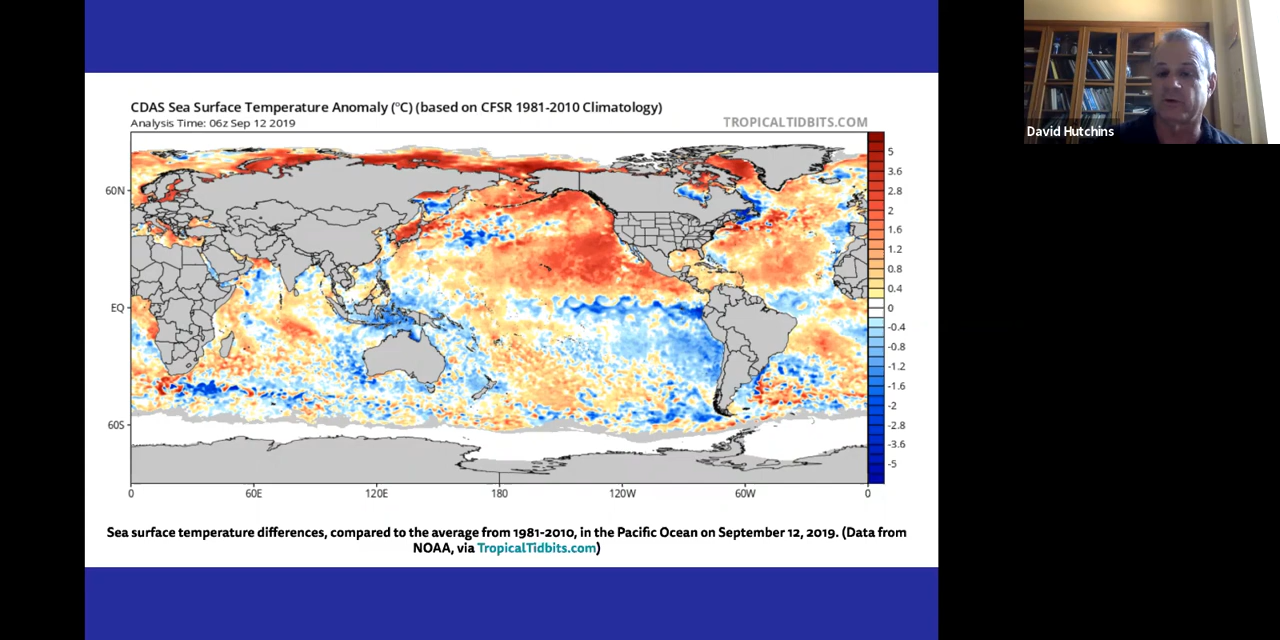 CDAS Sea Surface Temperature Anomaly (°C) (based on CFSR 1981-2010 Climatology)
Analysis Time: 06z Sep 12 2019
TROPICALTIDBITS.COM
David Hutchins
60N
EQ
60S
0
60E
120E
180
120W
60W
0
5
3.6
2.8
2
1.6
1.2
0.8
0.4
0
-0.4
-0.8
-1.2
-1.6
-2
-2.8
-3.6
-5
Sea surface temperature differences, compared to the average from 1981-2010, in the Pacific Ocean on September 12, 2019. (Data from
NOAA, via TropicalTidbits.com)